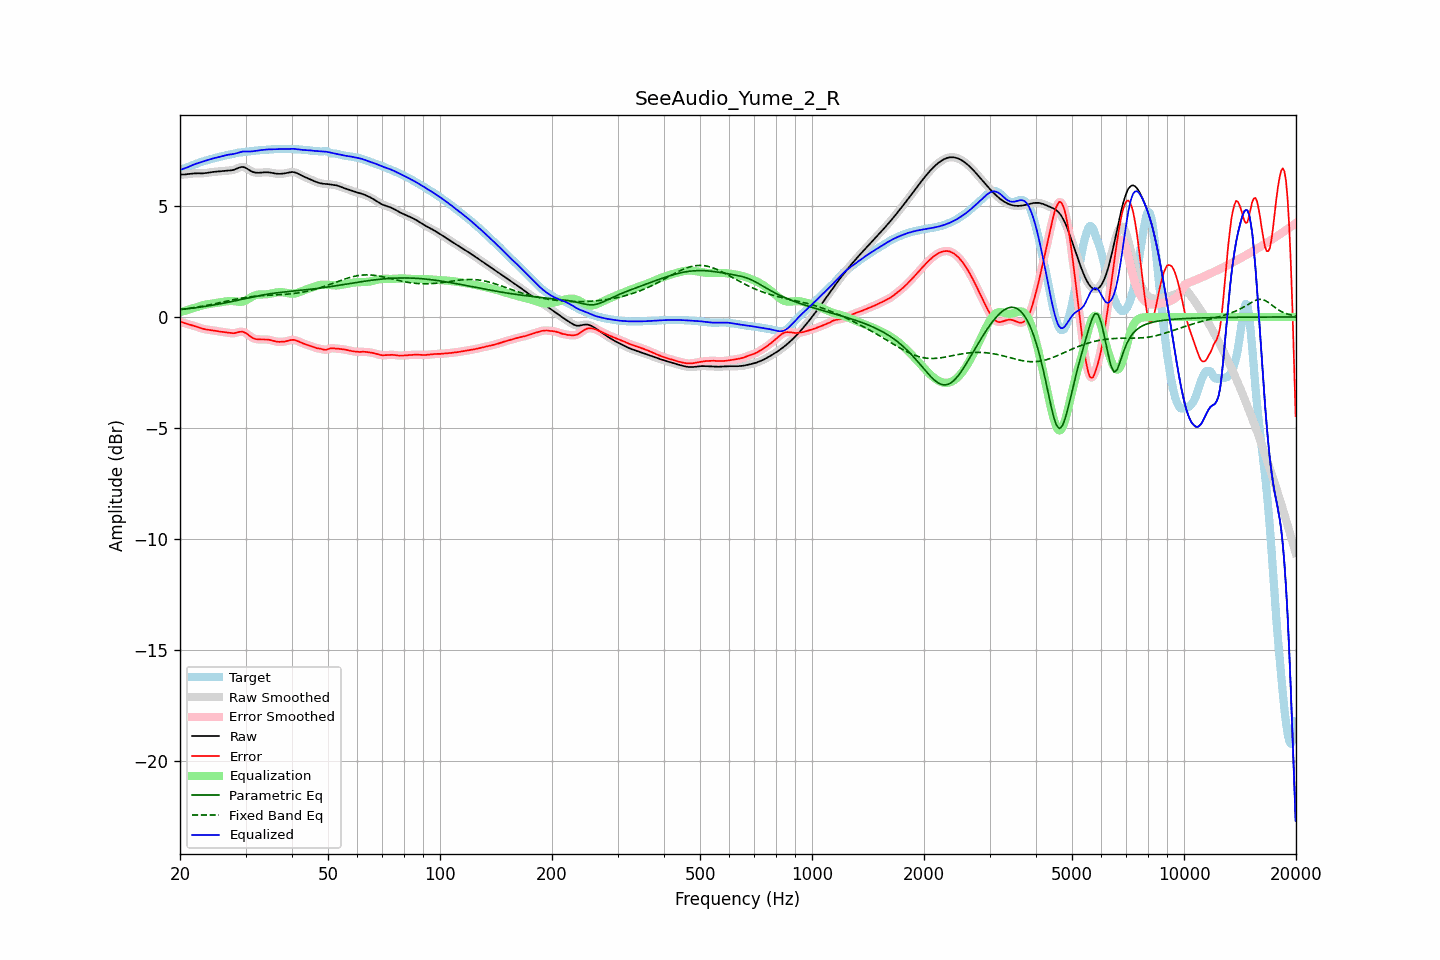 SeeAudio_Yume_2_R
Amplitude (dBr)
5
0
−5
−10
−15
−20
Target
Raw Smoothed
Error Smoothed
Raw
Error
Equalization
Parametric Eq
Fixed Band Eq
Equalized
20 50 100 200 500 1000 2000 5000 10000 20000
Frequency (Hz)